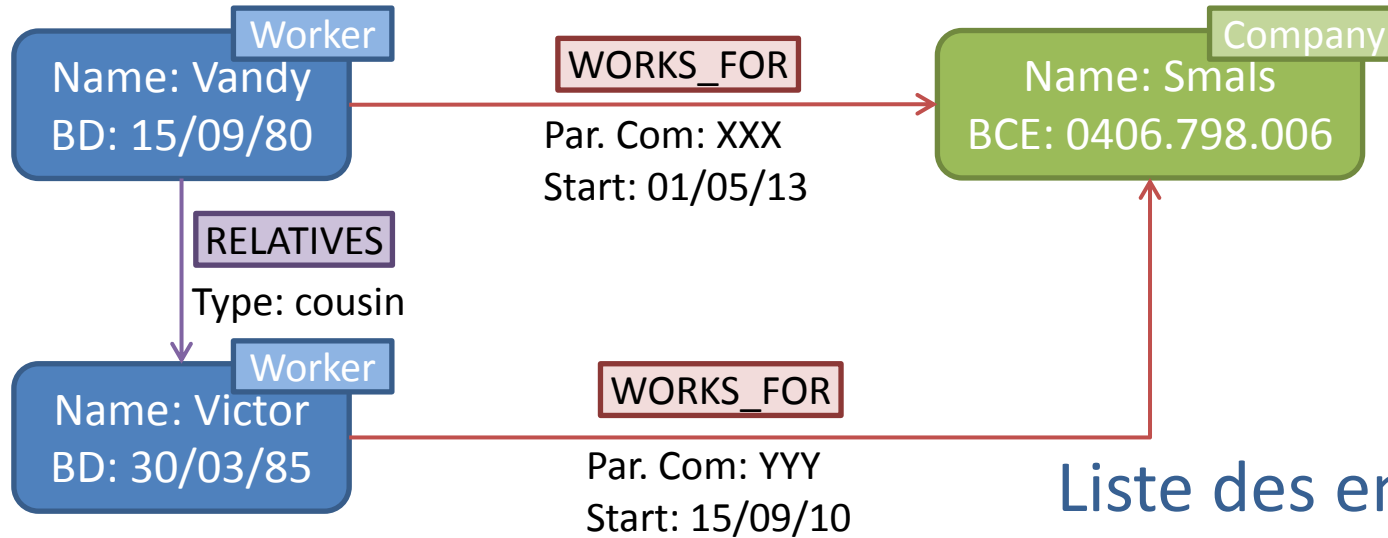 Worker
Name: Vandy
BD: 15/09/80
WORKS_FOR
Par. Com: XXX
Start: 01/05/13
Company
Name: Smals
BCE: 0406.798.006
RELATIVES
Type: cousin
Worker
Name: Victor
BD: 30/03/85
WORKS_FOR
Par. Com: YYY
Start: 15/09/10
Liste des